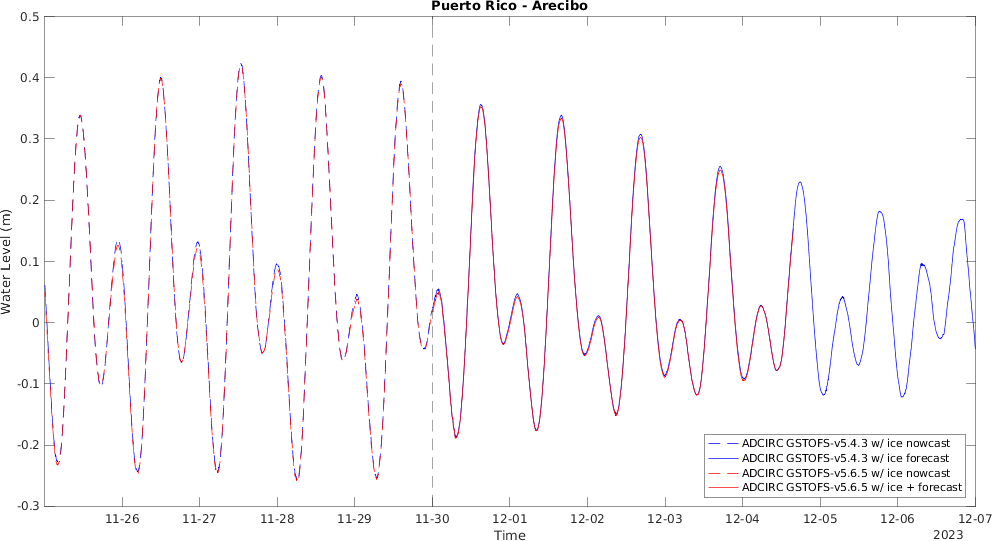 Puerto Rico - Arecibo
0.5
0.4
0.3
0.2
0.1
0
-0.1
-0.2
-0.3
Water Level (m)
ADCIRC GSTOFS-v5.4.3 w/ ice nowcast
ADCIRC GSTOFS-v5.4.3 w/ ice forecast
ADCIRC GSTOFS-v5.6.5 w/ ice nowcast
ADCIRC GSTOFS-v5.6.5 w/ ice + forecast
11-26 11-27 11-28 11-29 11-30 12-01 12-02 12-03 12-04 12-05 12-06 12-07
Time
2023